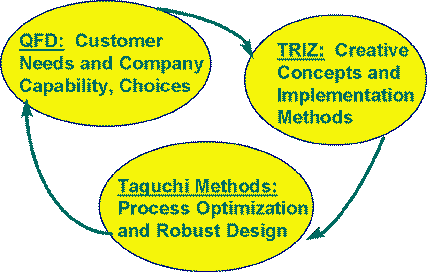 QFD:  Customer
Needs and Company
Capability, Choices
TRIZ:  Creative
Concepts and
Implementation
Methods
Taguchi Methods:
Process Optimization
and Robust Design